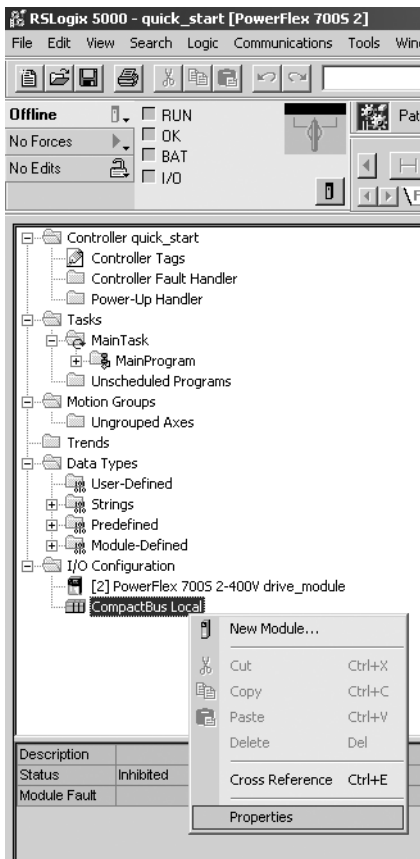 RSLogix 5000 - quick_start [PowerFlex 700S 2]
File Edit View Search Logic Communications Tools
Offline RUN
No Forces OK
No Edits BAT
I/O
Controller quick_start
Controller Tags
Controller Fault Handler
Power-Up Handler
Tasks
MainTask
MainProgram
Unscheduled Programs
Motion Groups
Ungrouped Axes
Trends
Data Types
User-Defined
Strings
Predefined
Module-Defined
I/O Configuration
[2] PowerFlex 700S 2-400V drive_module
CompactBus Local
New Module...
Cut Ctrl+X
Copy Ctrl+C
Paste Ctrl+V
Delete Del
Cross Reference Ctrl+E
Properties
Description
Status Inhibited
Module Fault